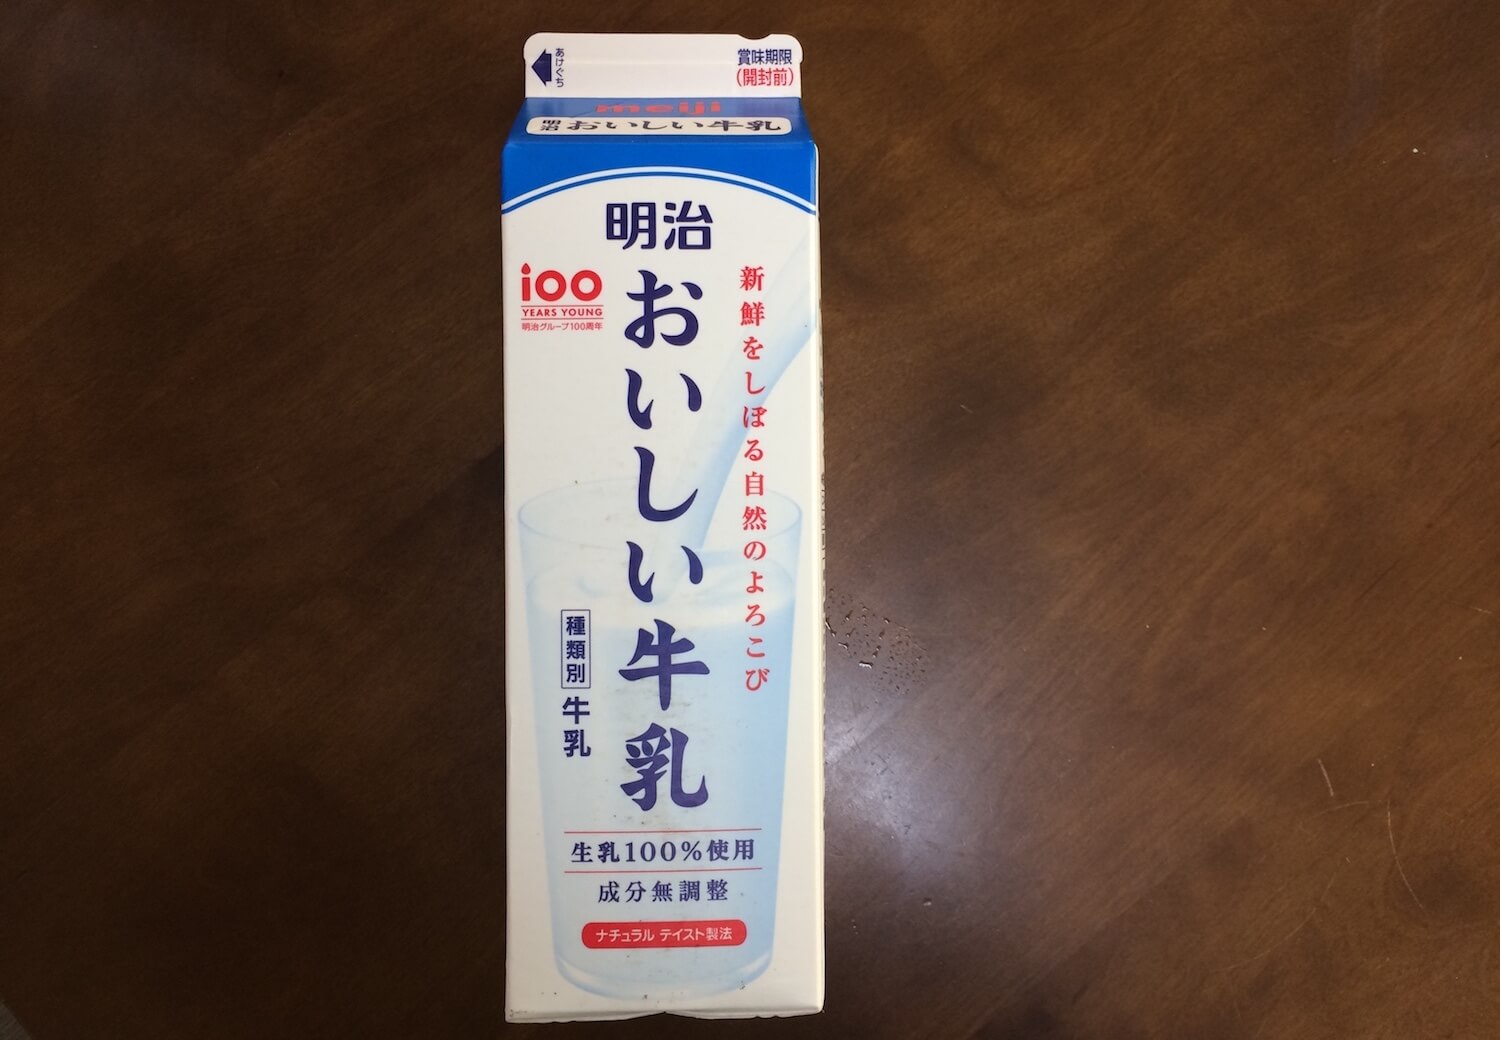 あけぐち
賞味期限
(開封前)
meiji
明治おいしい牛乳
明治
100
YEARS YOUNG
明治グループ100周年
おいしい牛乳
新鮮をしぼる自然のよろこび
種類別 牛乳
生乳100%使用
成分無調整
ナチュラル テイスト製法